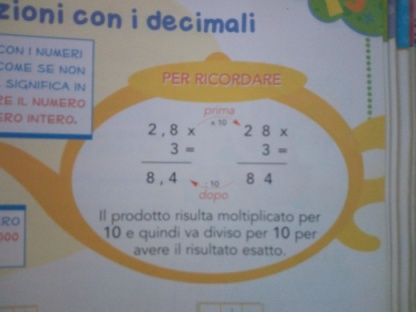 zioni con i decimali
CON I NUMERI
COME SE NON
SIGNIFICA IN
RE IL NUMERO
ERO INTERO.
PER RICORDARE
prima
x 10
2,8 x
3 =
8,4
2 8 x
3 =
8 4
: 10
dopo
Il prodotto risulta moltiplicato per
10 e quindi va diviso per 10 per
avere il risultato esatto.
ERO
000